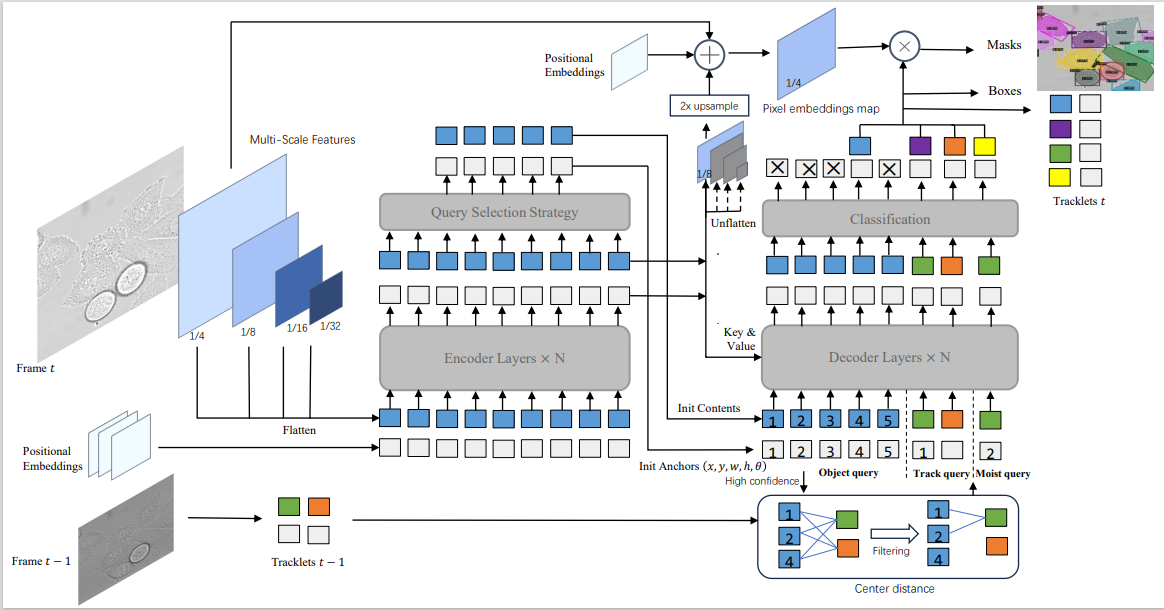 Positional
Embeddings
1/4
Masks
Boxes
2x upsample
Pixel embeddings map
Multi-Scale Features
1/8
Query Selection Strategy
Unflatten
Classification
Tracklets t
1/4
1/8
1/16
1/32
Frame t
Encoder Layers × N
Key &
Value
Decoder Layers × N
Flatten
Init Contents
1 2 3 4 5
Positional
Embeddings
Init Anchors (x, y, w, h, θ)
1 2 3 4 5 1 2
High confidence
Object query
Track query
Moist query
Frame t − 1
Tracklets t − 1
1
2
4
Filtering
1
2
4
Center distance